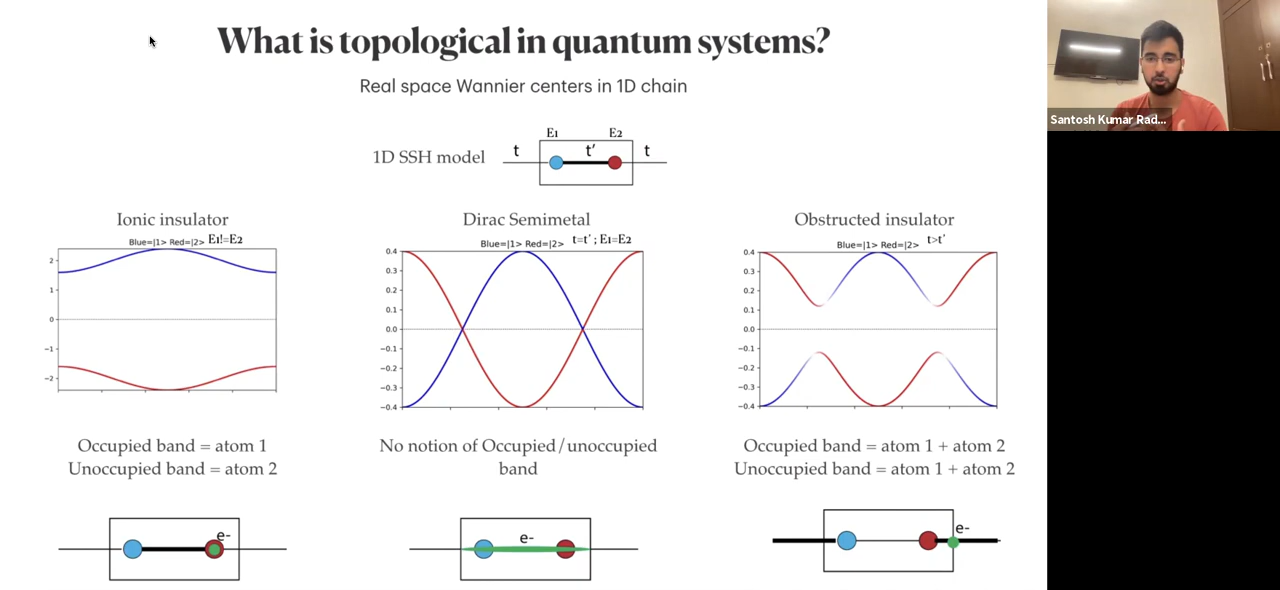 What is topological in quantum systems?
Real space Wannier centers in 1D chain
Santosh Kumar Rad...
E1 E2
1D SSH model t t′ t
Ionic insulator
Blue=|1> Red=|2> E1!=E2
2
1
0
−1
−2
Occupied band = atom 1
Unoccupied band = atom 2
e-
Dirac Semimetal
Blue=|1> Red=|2> t=t′ ; E1=E2
0.4
0.3
0.2
0.1
0.0
−0.1
−0.2
−0.3
−0.4
No notion of Occupied/unoccupied
band
e-
Obstructed insulator
Blue=|1> Red=|2> t>t′
0.4
0.3
0.2
0.1
0.0
−0.1
−0.2
−0.3
−0.4
Occupied band = atom 1 + atom 2
Unoccupied band = atom 1 + atom 2
e-